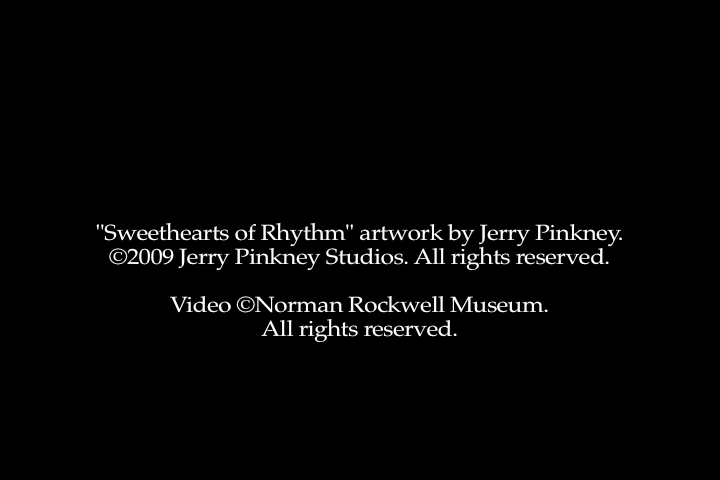 "Sweethearts of Rhythm" artwork by Jerry Pinkney.
©2009 Jerry Pinkney Studios. All rights reserved.
Video ©Norman Rockwell Museum.
All rights reserved.